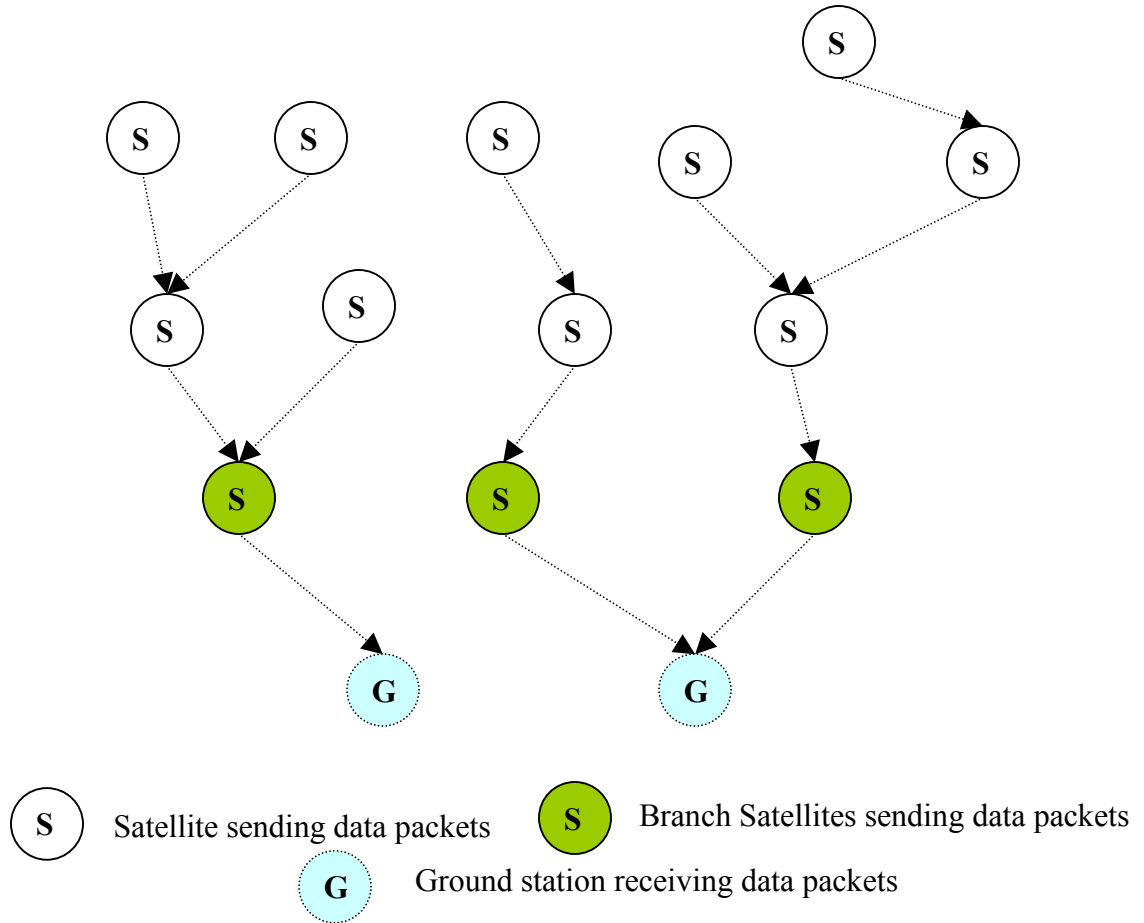 S
S S S
S S
S
S S S
S S S
G G
S Satellite sending data packets S Branch Satellites sending data packets
G Ground station receiving data packets